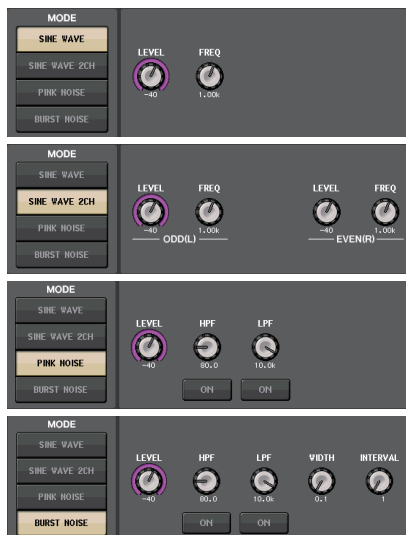 MODE
SINE WAVE
SINE WAVE 2CH
PINK NOISE
BURST NOISE
LEVEL FREQ
-40 1.00k
MODE
SINE WAVE
SINE WAVE 2CH
PINK NOISE
BURST NOISE
LEVEL FREQ LEVEL FREQ
-40 1.00k -40 1.00k
ODD(L) EVEN(R)
MODE
SINE WAVE
SINE WAVE 2CH
PINK NOISE
BURST NOISE
LEVEL HPF LPF
-40 80.0 10.0k
ON ON
MODE
SINE WAVE
SINE WAVE 2CH
PINK NOISE
BURST NOISE
LEVEL HPF LPF WIDTH INTERVAL
-40 80.0 10.0k 0.1 1
ON ON